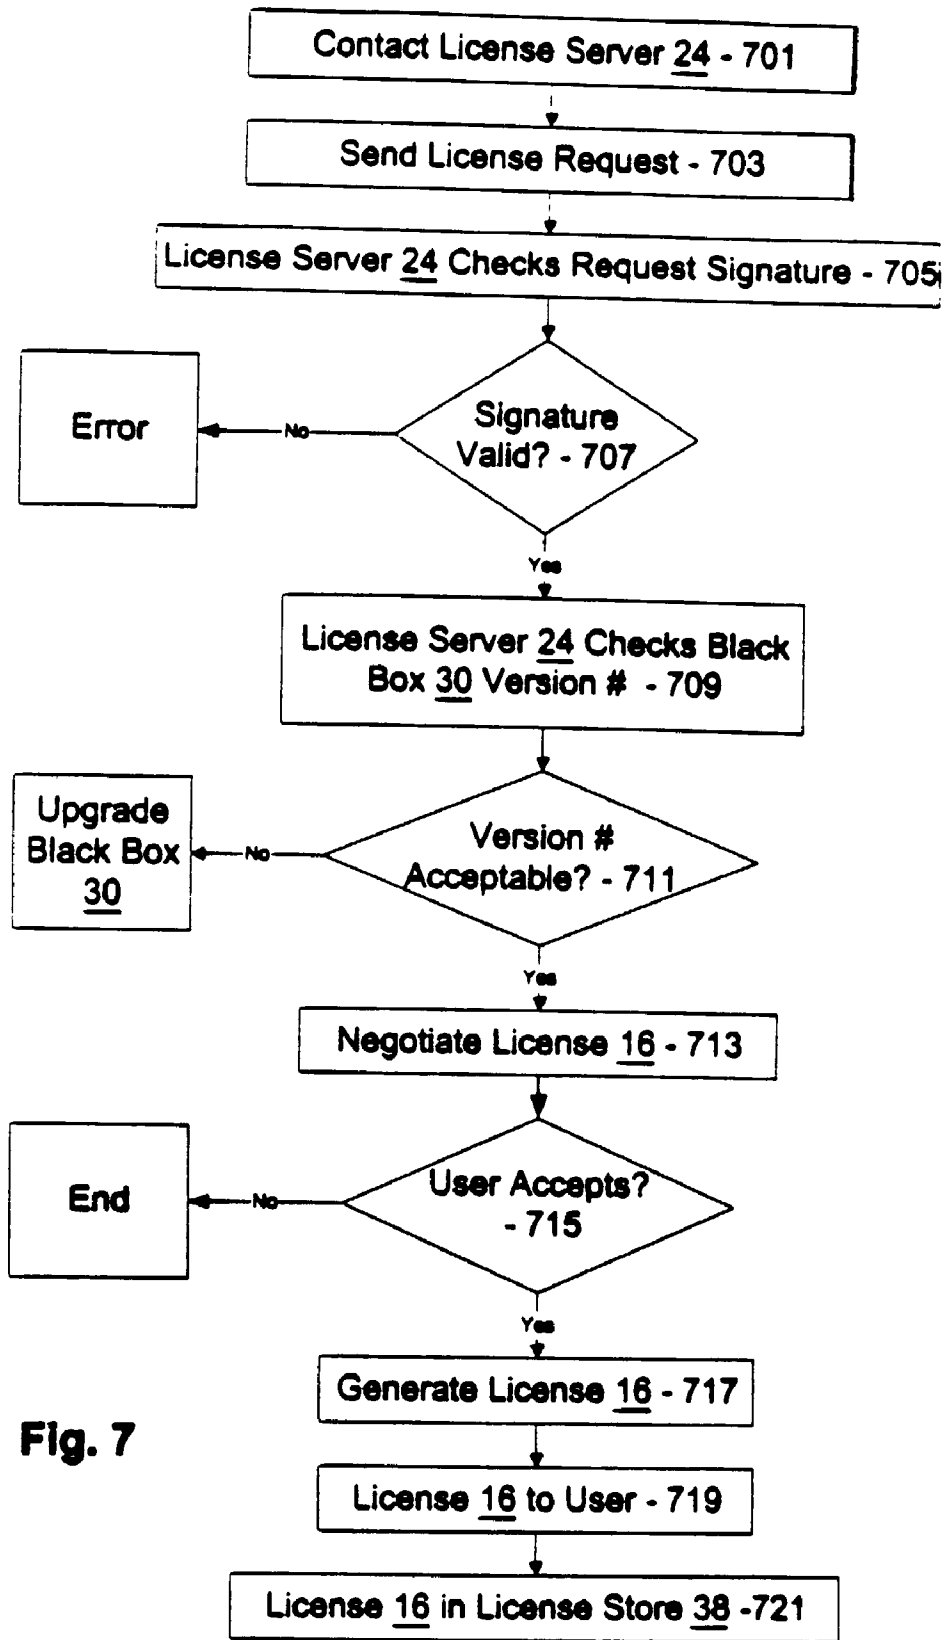 Contact License Server 24 - 701
Send License Request - 703
License Server 24 Checks Request Signature - 705
Signature
Valid? - 707
No
Error
Yes
License Server 24 Checks Black
Box 30 Version # - 709
Version #
Acceptable? - 711
No
Upgrade
Black Box
30
Yes
Negotiate License 16 - 713
User Accepts?
- 715
No
End
Yes
Generate License 16 - 717
License 16 to User - 719
License 16 in License Store 38 -721
Fig. 7